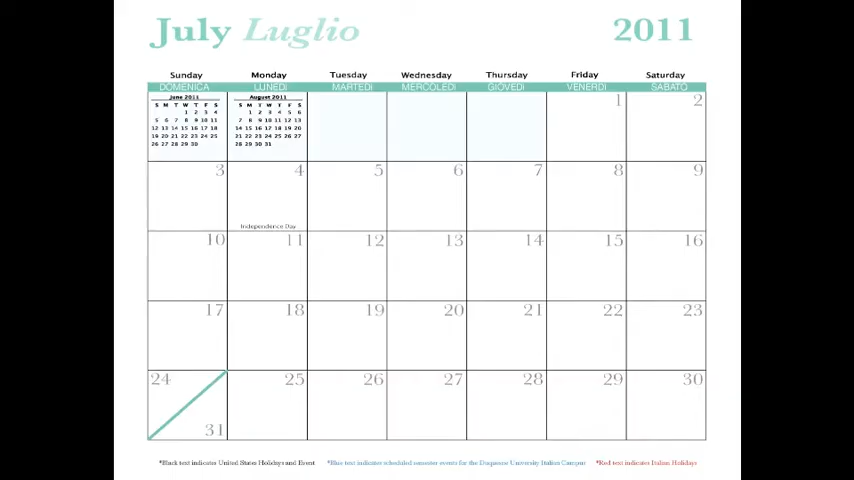 July Luglio 2011
Sunday Monday Tuesday Wednesday Thursday Friday Saturday
DOMENICA LUNEDì MARTEDì MERCOLEDì GIOVEDì VENERDì SABATO
June 2011 August 2011
S M T W T F S S M T W T F S
1 2 3 4 1 2 3 4 5 6
5 6 7 8 9 10 11 7 8 9 10 11 12 13
12 13 14 15 16 17 18 14 15 16 17 18 19 20
19 20 21 22 23 24 25 21 22 23 24 25 26 27
26 27 28 29 30 28 29 30 31
1 2
3 4 5 6 7 8 9
Independence Day
10 11 12 13 14 15 16
17 18 19 20 21 22 23
24 25 26 27 28 29 30
31
*Black text indicates United States Holidays and Event *Blue text indicates scheduled semester events for the Duquesne University Italian Campus *Red text indicates Italian Holidays